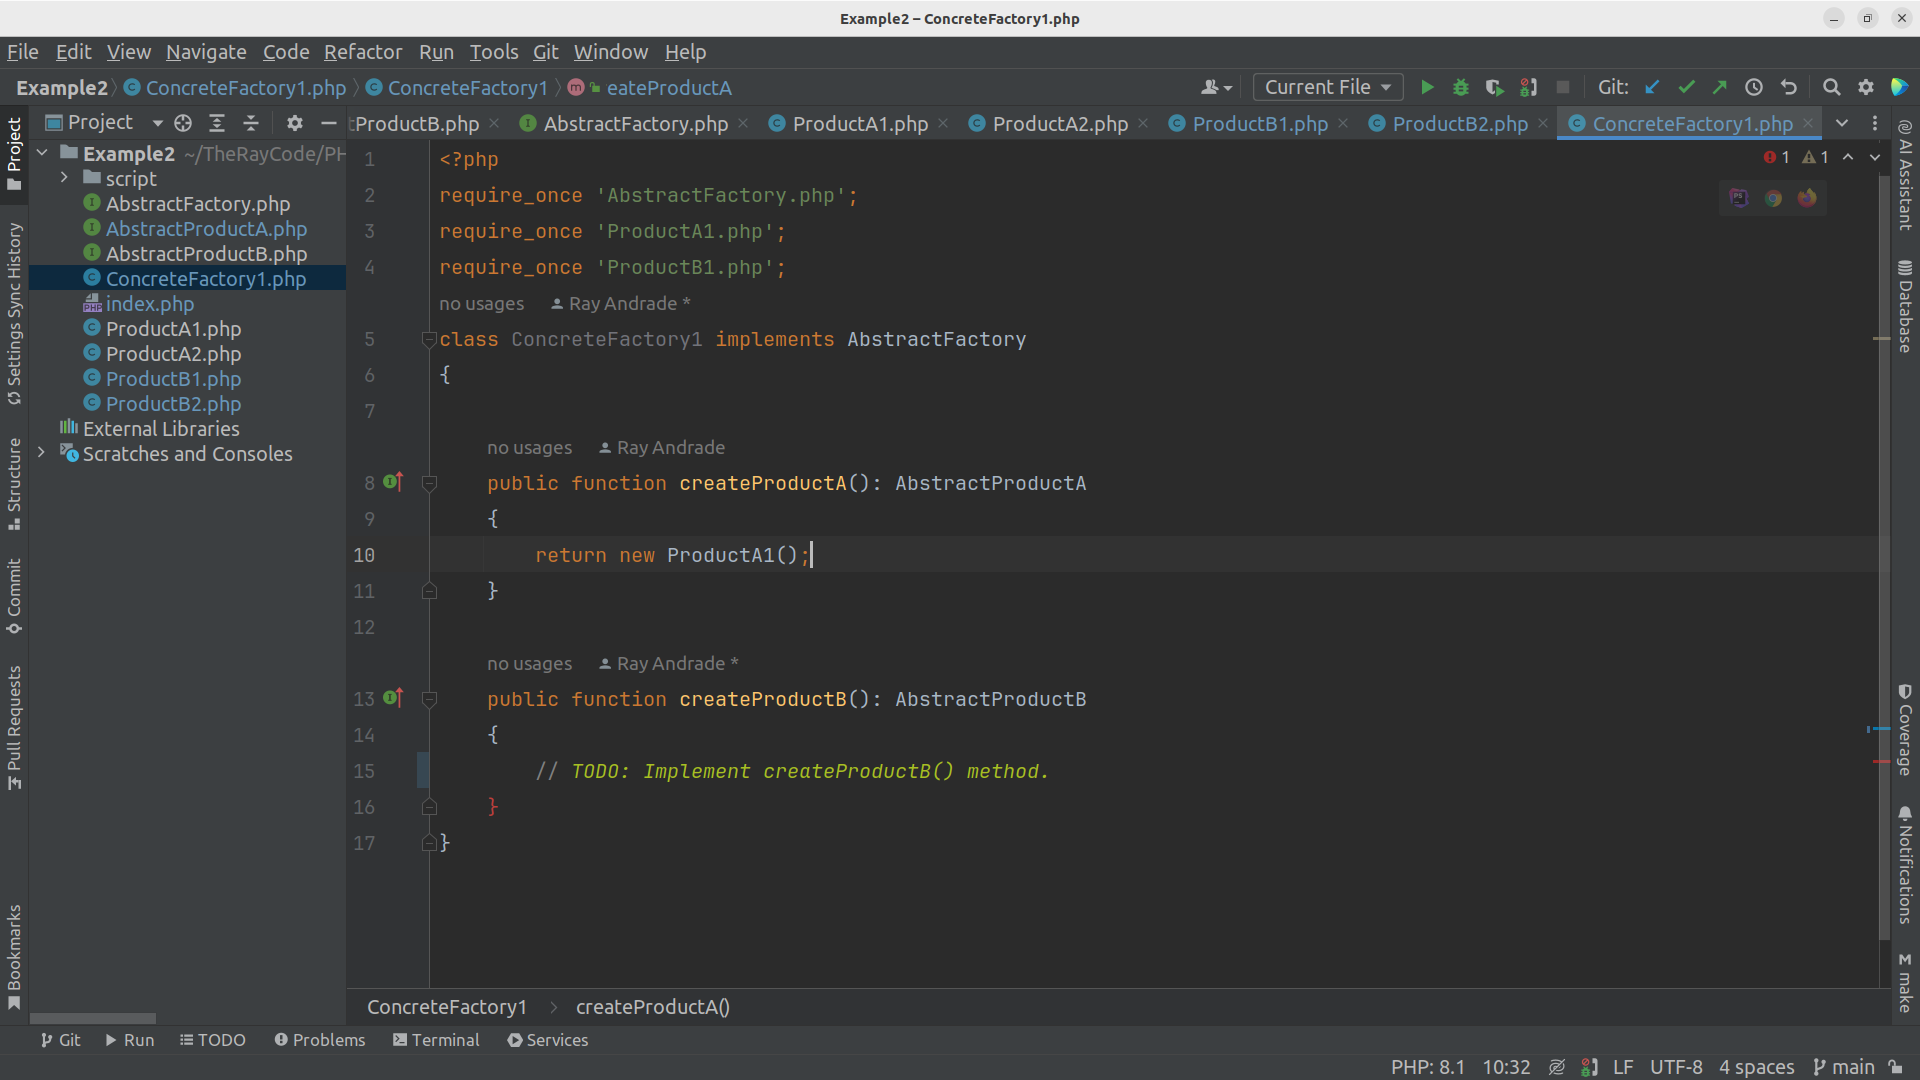 Example2 – ConcreteFactory1.php
File Edit View Navigate Code Refactor Run Tools Git Window Help
Example2 ConcreteFactory1.php ConcreteFactory1 eateProductA Current File Git:
Project
tProductB.php AbstractFactory.php ProductA1.php ProductA2.php ProductB1.php ProductB2.php ConcreteFactory1.php
Example2 ~/TheRayCode/PH
script
AbstractFactory.php
AbstractProductA.php
AbstractProductB.php
ConcreteFactory1.php
index.php
ProductA1.php
ProductA2.php
ProductB1.php
ProductB2.php
External Libraries
Scratches and Consoles
Project
Settings Sync History
Structure
Commit
Pull Requests
Bookmarks
1 <?php
2 require_once 'AbstractFactory.php';
3 require_once 'ProductA1.php';
4 require_once 'ProductB1.php';
no usages Ray Andrade *
5 class ConcreteFactory1 implements AbstractFactory
6 {
7
no usages Ray Andrade
8 public function createProductA(): AbstractProductA
9 {
10 return new ProductA1();
11 }
12
no usages Ray Andrade *
13 public function createProductB(): AbstractProductB
14 {
15 // TODO: Implement createProductB() method.
16 }
17 }
1 1
AI Assistant
Database
Coverage
Notifications
make
ConcreteFactory1 createProductA()
Git Run TODO Problems Terminal Services
PHP: 8.1 10:32 LF UTF-8 4 spaces main